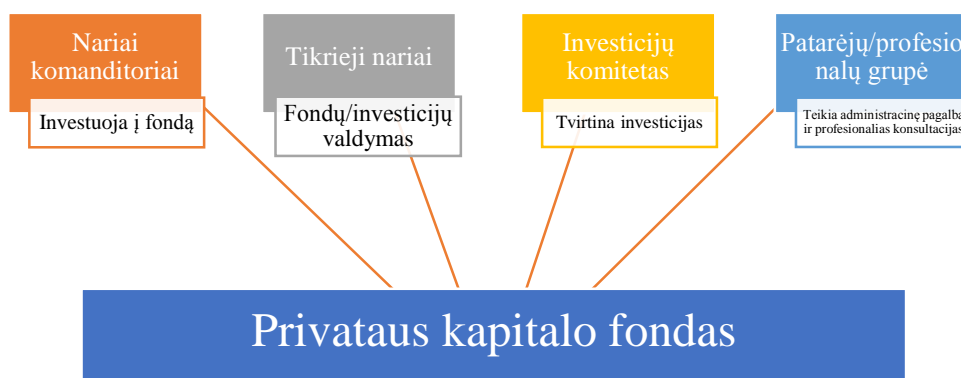 Nariai
komanditoriai
Investuoja į fondą
Tikrieji nariai
Fondų/investicijų
valdymas
Investicijų
komitetas
Tvirtina investicijas
Patarėjų/profesio
nalų grupė
Teikia administracinę pagalba
ir profesionalias konsultacijas
Privataus kapitalo fondas